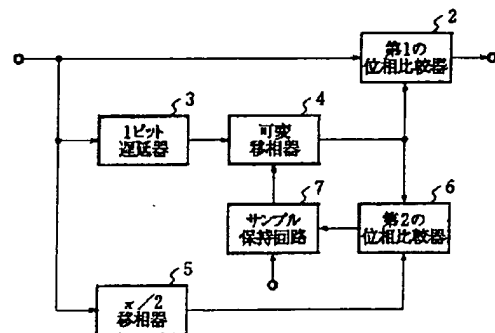 2
第1の
位相比較器
3
1ビット
遅延器
4
可変
移相器
7
サンプル
保持回路
6
第2の
位相比較器
5
π/2
移相器